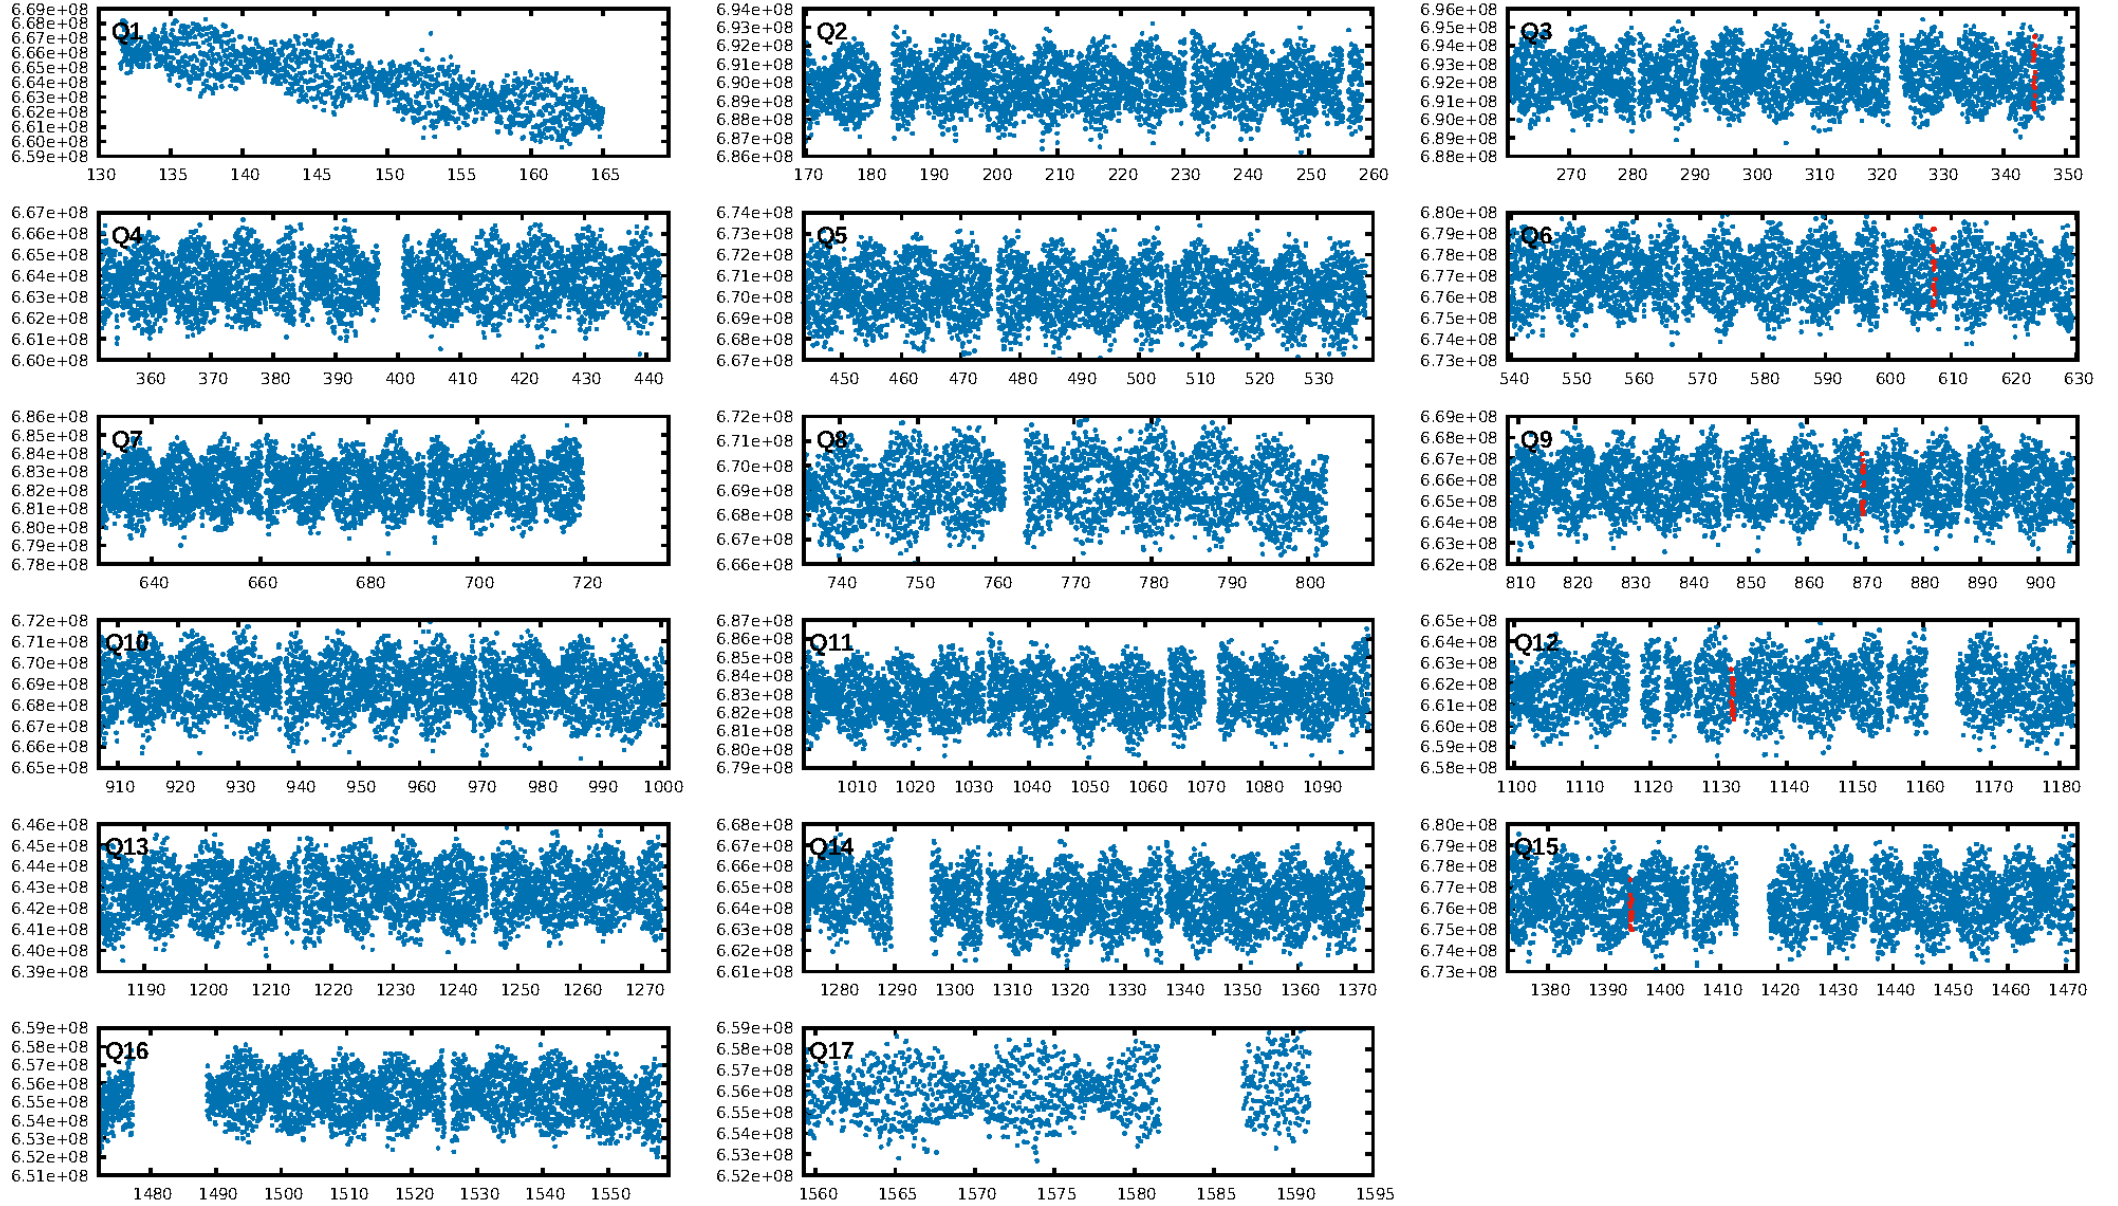 Q1
6.69e+08
6.68e+08
6.67e+08
6.66e+08
6.65e+08
6.64e+08
6.63e+08
6.62e+08
6.61e+08
6.60e+08
6.59e+08
130 135 140 145 150 155 160 165
Q2
6.94e+08
6.93e+08
6.92e+08
6.91e+08
6.90e+08
6.89e+08
6.88e+08
6.87e+08
6.86e+08
170 180 190 200 210 220 230 240 250 260
Q3
6.96e+08
6.95e+08
6.94e+08
6.93e+08
6.92e+08
6.91e+08
6.90e+08
6.89e+08
6.88e+08
270 280 290 300 310 320 330 340 350
Q4
6.67e+08
6.66e+08
6.65e+08
6.64e+08
6.63e+08
6.62e+08
6.61e+08
6.60e+08
360 370 380 390 400 410 420 430 440
Q5
6.74e+08
6.73e+08
6.72e+08
6.71e+08
6.70e+08
6.69e+08
6.68e+08
6.67e+08
450 460 470 480 490 500 510 520 530
Q6
6.80e+08
6.79e+08
6.78e+08
6.77e+08
6.76e+08
6.75e+08
6.74e+08
6.73e+08
540 550 560 570 580 590 600 610 620 630
Q7
6.86e+08
6.85e+08
6.84e+08
6.83e+08
6.82e+08
6.81e+08
6.80e+08
6.79e+08
6.78e+08
640 660 680 700 720
Q8
6.72e+08
6.71e+08
6.70e+08
6.69e+08
6.68e+08
6.67e+08
6.66e+08
740 750 760 770 780 790 800
Q9
6.69e+08
6.68e+08
6.67e+08
6.66e+08
6.65e+08
6.64e+08
6.63e+08
6.62e+08
810 820 830 840 850 860 870 880 890 900
Q10
6.72e+08
6.71e+08
6.70e+08
6.69e+08
6.68e+08
6.67e+08
6.66e+08
6.65e+08
910 920 930 940 950 960 970 980 990 1000
Q11
6.87e+08
6.86e+08
6.85e+08
6.84e+08
6.83e+08
6.82e+08
6.81e+08
6.80e+08
6.79e+08
1010 1020 1030 1040 1050 1060 1070 1080 1090
Q12
6.65e+08
6.64e+08
6.63e+08
6.62e+08
6.61e+08
6.60e+08
6.59e+08
6.58e+08
1100 1110 1120 1130 1140 1150 1160 1170 1180
Q13
6.46e+08
6.45e+08
6.44e+08
6.43e+08
6.42e+08
6.41e+08
6.40e+08
6.39e+08
1190 1200 1210 1220 1230 1240 1250 1260 1270
Q14
6.68e+08
6.67e+08
6.66e+08
6.65e+08
6.64e+08
6.63e+08
6.62e+08
6.61e+08
1280 1290 1300 1310 1320 1330 1340 1350 1360 1370
Q15
6.80e+08
6.79e+08
6.78e+08
6.77e+08
6.76e+08
6.75e+08
6.74e+08
6.73e+08
1380 1390 1400 1410 1420 1430 1440 1450 1460 1470
Q16
6.59e+08
6.58e+08
6.57e+08
6.56e+08
6.55e+08
6.54e+08
6.53e+08
6.52e+08
6.51e+08
1480 1490 1500 1510 1520 1530 1540 1550
Q17
6.59e+08
6.58e+08
6.57e+08
6.56e+08
6.55e+08
6.54e+08
6.53e+08
6.52e+08
1560 1565 1570 1575 1580 1585 1590 1595